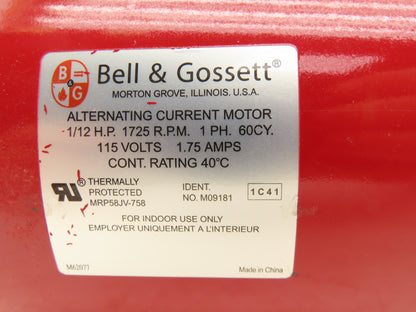 B G
Bell & Gossett®
MORTON GROVE, ILLINOIS. U.S.A.
ALTERNATING CURRENT MOTOR
1/12 H.P. 1725 R.P.M. 1 PH. 60CY.
115 VOLTS 1.75 AMPS
CONT. RATING 40°C
THERMALLY
PROTECTED
MRP58JV-758
IDENT.
NO. M09181
1C41
FOR INDOOR USE ONLY
EMPLOYER UNIQUEMENT A L'INTERIEUR
Made in China